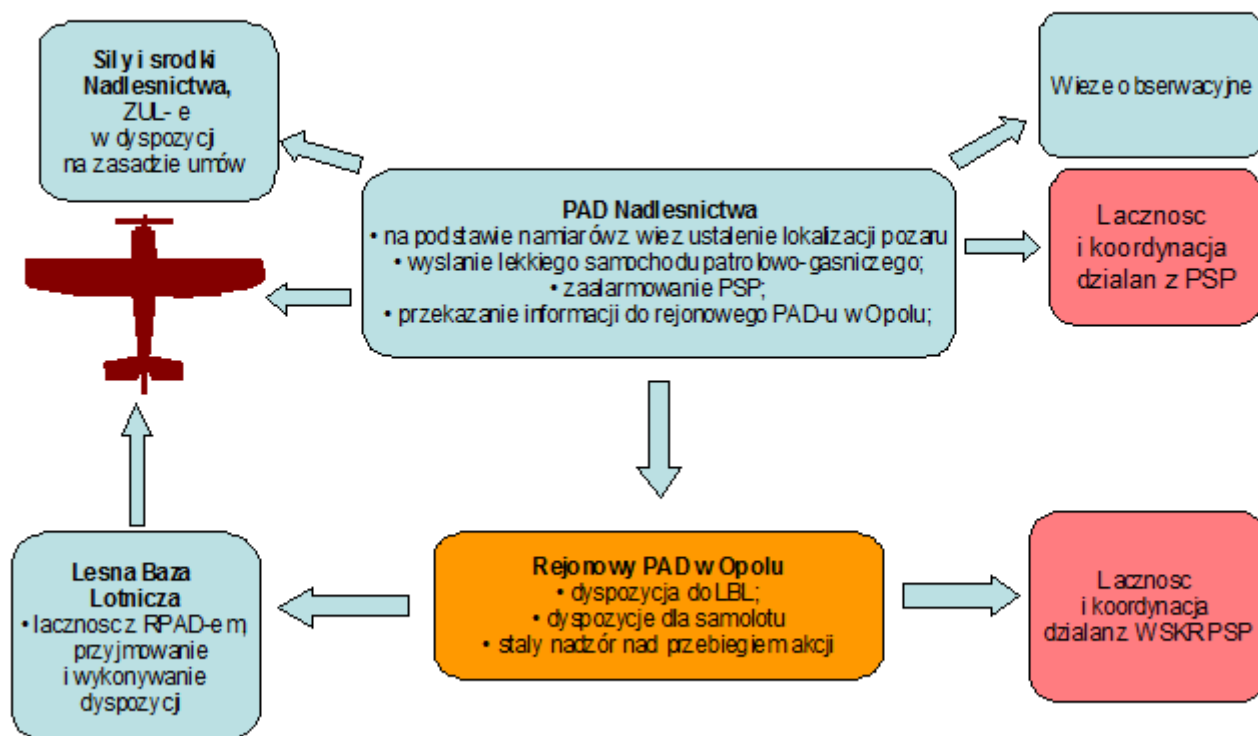 Sily i srodki
Nadlesnictwa,
ZUL- e
w dyspozycji
na zasadzie umów
Wieze obserwacyjne
PAD Nadlesnictwa
• na podstawie namiarów z wiez ustalenie lokalizacji pozaru
• wyslanie lekkiego samochodu patrolowo-gasniczego;
• zaalarmowanie PSP;
• przekazanie informacji do rejonowego PAD-u w Opolu;
Lacznosc
i koordynacja
dzialan z PSP
Lesna Baza
Lotnicza
• lacznosc z RPAD-em,
przyjmowanie
i wykonywanie
dyspozycji
Rejonowy PAD w Opolu
• dyspozycja do LBL;
• dyspozycje dla samolotu
• staly nadzór nad przebiegiem akcji
Lacznosc
i koordynacja
dzialan z WSKR PSP